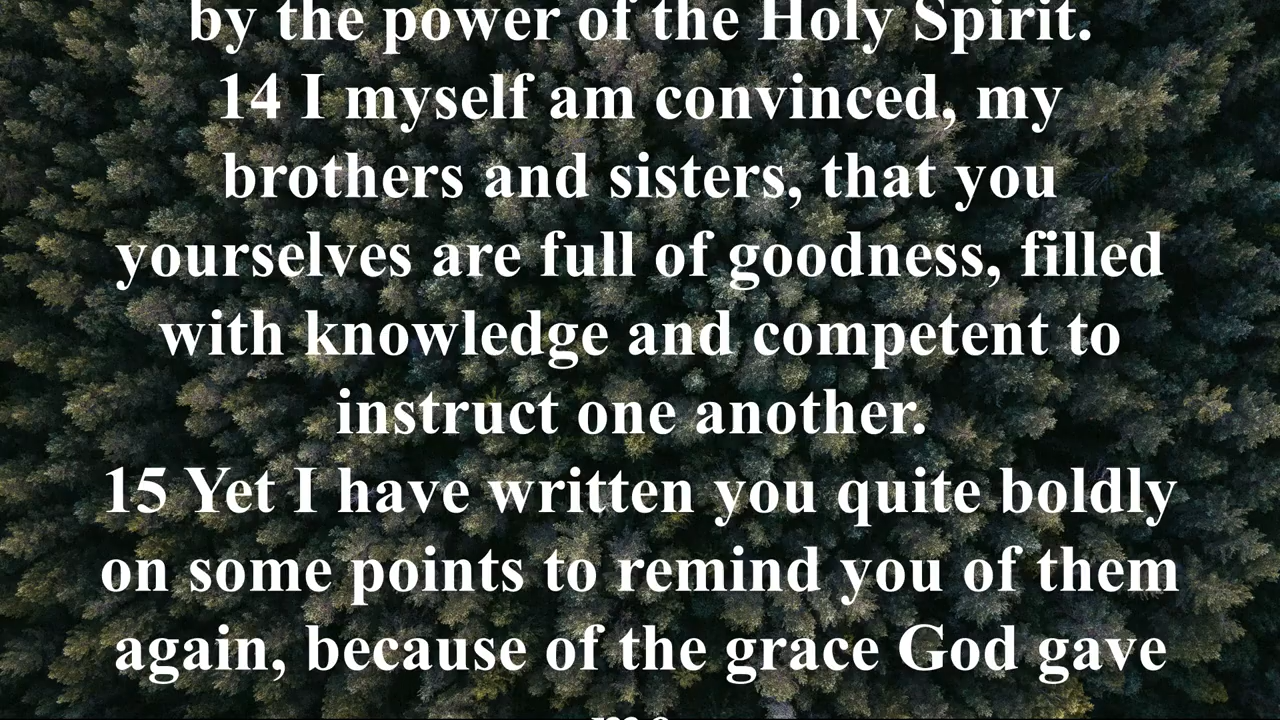 by the power of the Holy Spirit.
14 I myself am convinced, my
brothers and sisters, that you
yourselves are full of goodness, filled
with knowledge and competent to
instruct one another.
15 Yet I have written you quite boldly
on some points to remind you of them
again, because of the grace God gave